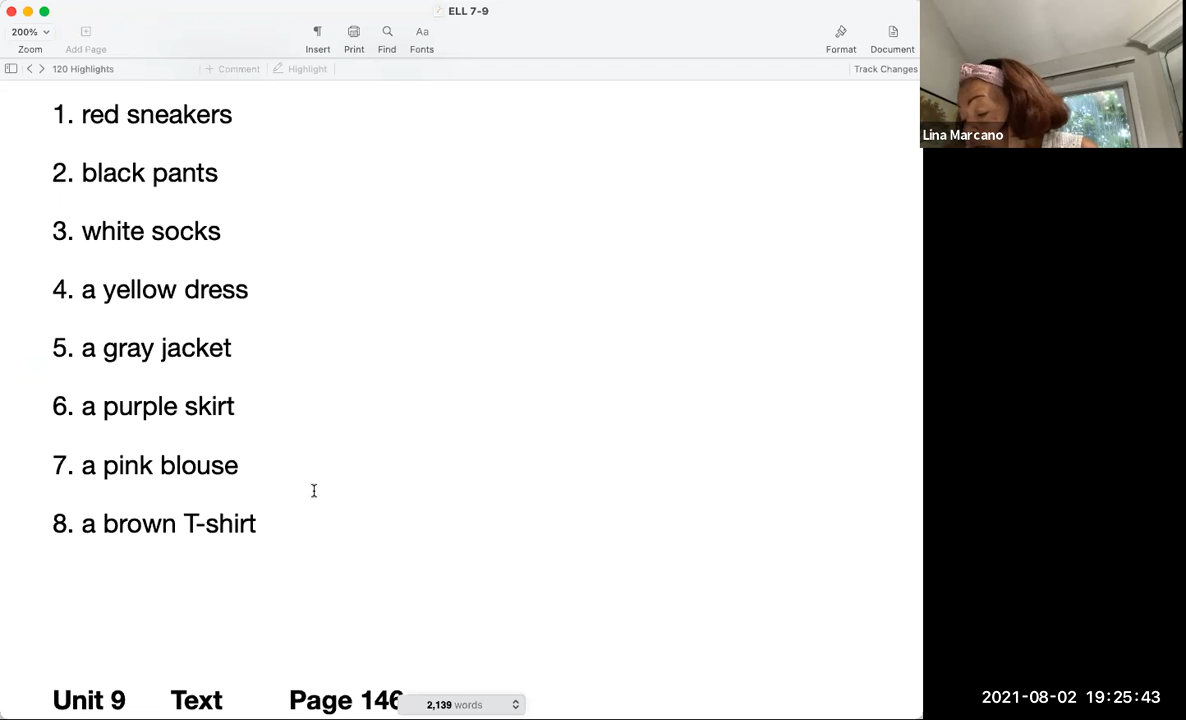 ELL 7-9
200%
Zoom
Add Page
Insert
Print
Find
Fonts
Format
Document
120 Highlights
Comment
Highlight
Track Changes
1. red sneakers
2. black pants
3. white socks
4. a yellow dress
5. a gray jacket
6. a purple skirt
7. a pink blouse
8. a brown T-shirt
Unit 9 Text Page 146
2,139 words
Lina Marcano
2021-08-02 19:25:43